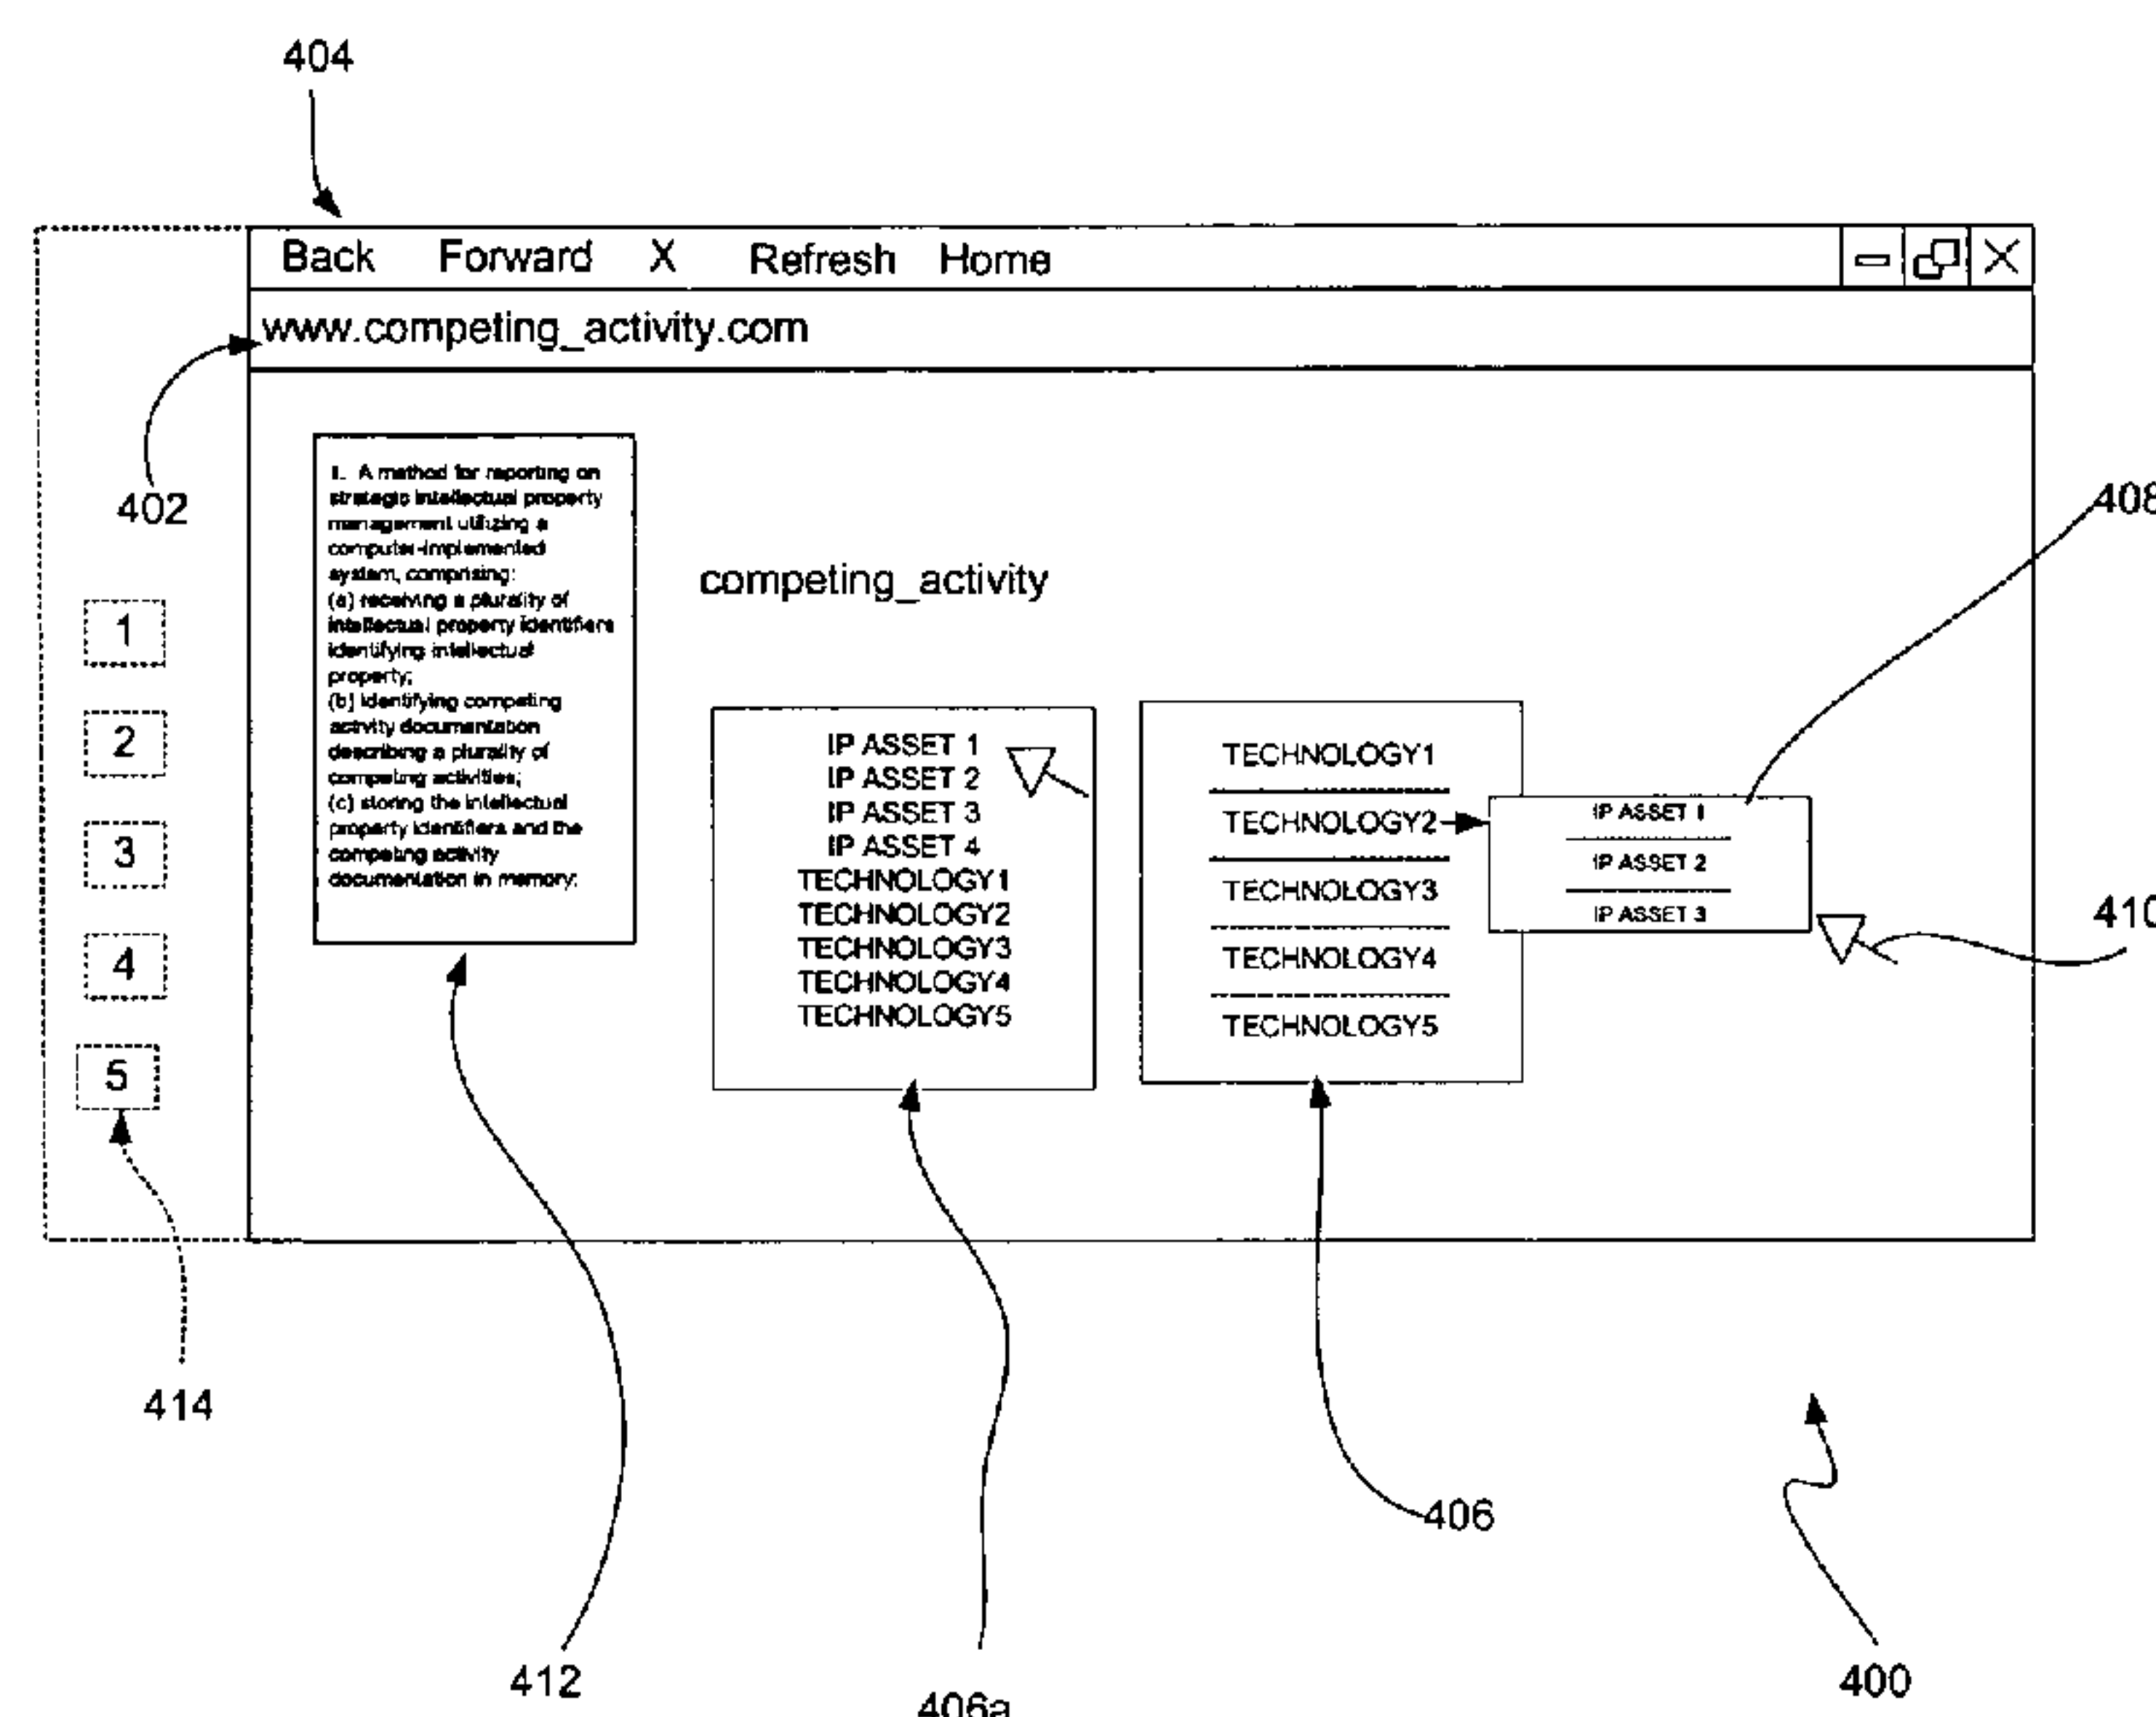 404
Back Forward X Refresh Home
www.competing_activity.com
402
1. A method for reporting on
strategic intellectual property
management utilizing a
computer-implemented
system, comprising:
(a) receiving a plurality of
intellectual property identifiers
identifying intellectual
property;
(b) identifying competing
activity documentation
describing a plurality of
competing activities;
(c) storing the intellectual
property identifiers and the
competing activity
documentation in memory;
competing_activity
408
1
2
3
4
5
IP ASSET 1
IP ASSET 2
IP ASSET 3
IP ASSET 4
TECHNOLOGY1
TECHNOLOGY2
TECHNOLOGY3
TECHNOLOGY4
TECHNOLOGY5
TECHNOLOGY1
TECHNOLOGY2
TECHNOLOGY3
TECHNOLOGY4
TECHNOLOGY5
IP ASSET 1
IP ASSET 2
IP ASSET 3
410
414
406
412
406a
400